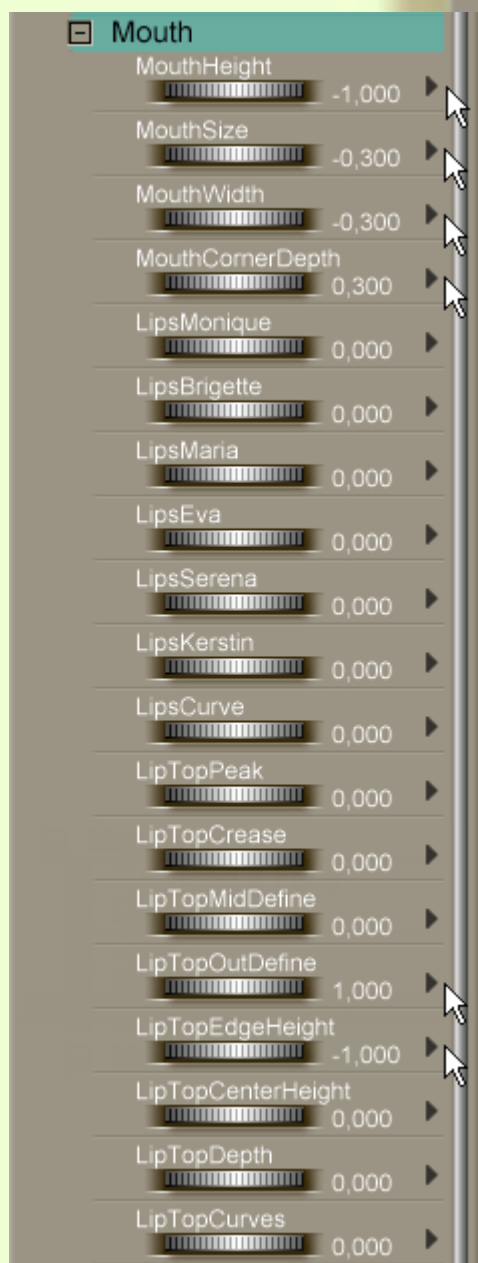 Mouth
MouthHeight
-1,000
MouthSize
-0,300
MouthWidth
-0,300
MouthCornerDepth
0,300
LipsMonique
0,000
LipsBrigette
0,000
LipsMaria
0,000
LipsEva
0,000
LipsSerena
0,000
LipsKerstin
0,000
LipsCurve
0,000
LipTopPeak
0,000
LipTopCrease
0,000
LipTopMidDefine
0,000
LipTopOutDefine
1,000
LipTopEdgeHeight
-1,000
LipTopCenterHeight
0,000
LipTopDepth
0,000
LipTopCurves
0,000